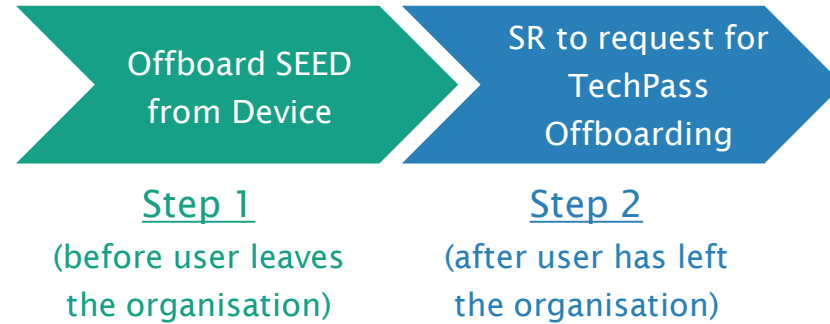 Offboard SEED
from Device
SR to request for
TechPass
Offboarding
Step 1
(before user leaves
the organisation)
Step 2
(after user has left
the organisation)